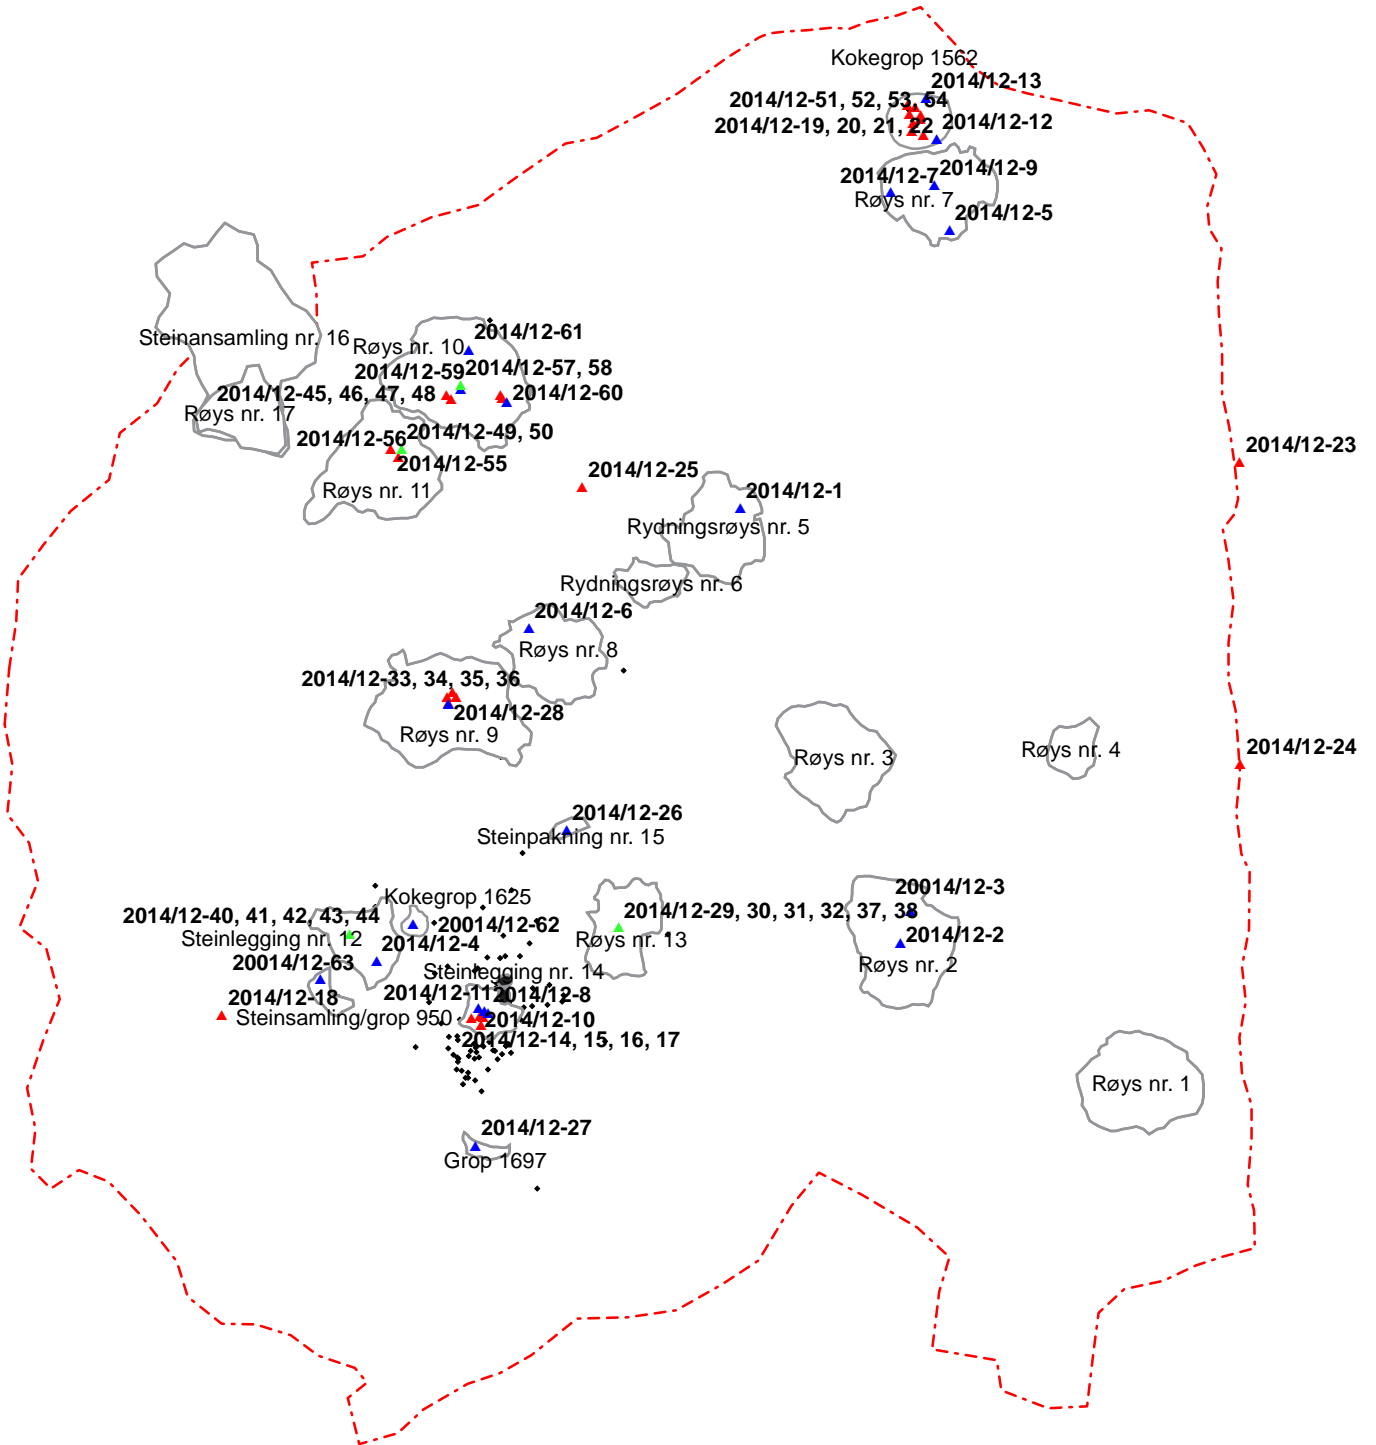 Kokegrop 1562
2014/12-13
2014/12-51, 52, 53, 54
2014/12-19, 20, 21, 22
2014/12-12
2014/12-7
2014/12-9
Røys nr. 7
2014/12-5
Steinansamling nr. 16
Røys nr. 10
2014/12-61
2014/12-59
2014/12-57, 58
2014/12-45, 46, 47, 48
2014/12-60
Røys nr. 17
2014/12-56
2014/12-49, 50
2014/12-55
Røys nr. 11
2014/12-25
2014/12-23
2014/12-1
Rydningsrøys nr. 5
Rydningsrøys nr. 6
2014/12-6
Røys nr. 8
2014/12-33, 34, 35, 36
2014/12-28
Røys nr. 9
Røys nr. 3
Røys nr. 4
2014/12-24
2014/12-26
Steinpakning nr. 15
Kokegrop 1625
20014/12-3
2014/12-40, 41, 42, 43, 44
20014/12-62
2014/12-29, 30, 31, 32, 37, 38
Steinlegging nr. 12
2014/12-4
Røys nr. 13
2014/12-2
20014/12-63
Steinlegging nr. 14
Røys nr. 2
2014/12-18
2014/12-11
2014/12-8
Steinsamling/grop 950
2014/12-10
2014/12-14, 15, 16, 17
Røys nr. 1
2014/12-27
Grop 1697